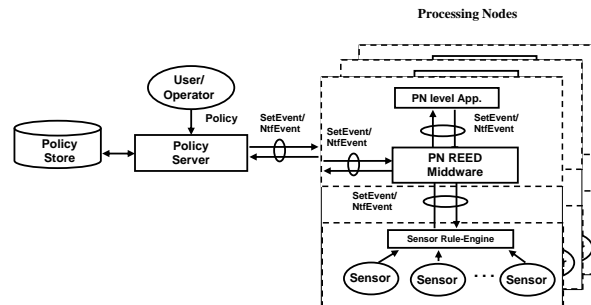 Processing Nodes
User/
Operator
Policy
SetEvent/
NtfEvent
Policy
Store
Policy
Server
SetEvent/
NtfEvent
PN level App.
SetEvent/
NtfEvent
PN REED
Middware
SetEvent/
NtfEvent
Sensor Rule-Engine
Sensor
Sensor
. . .
Sensor